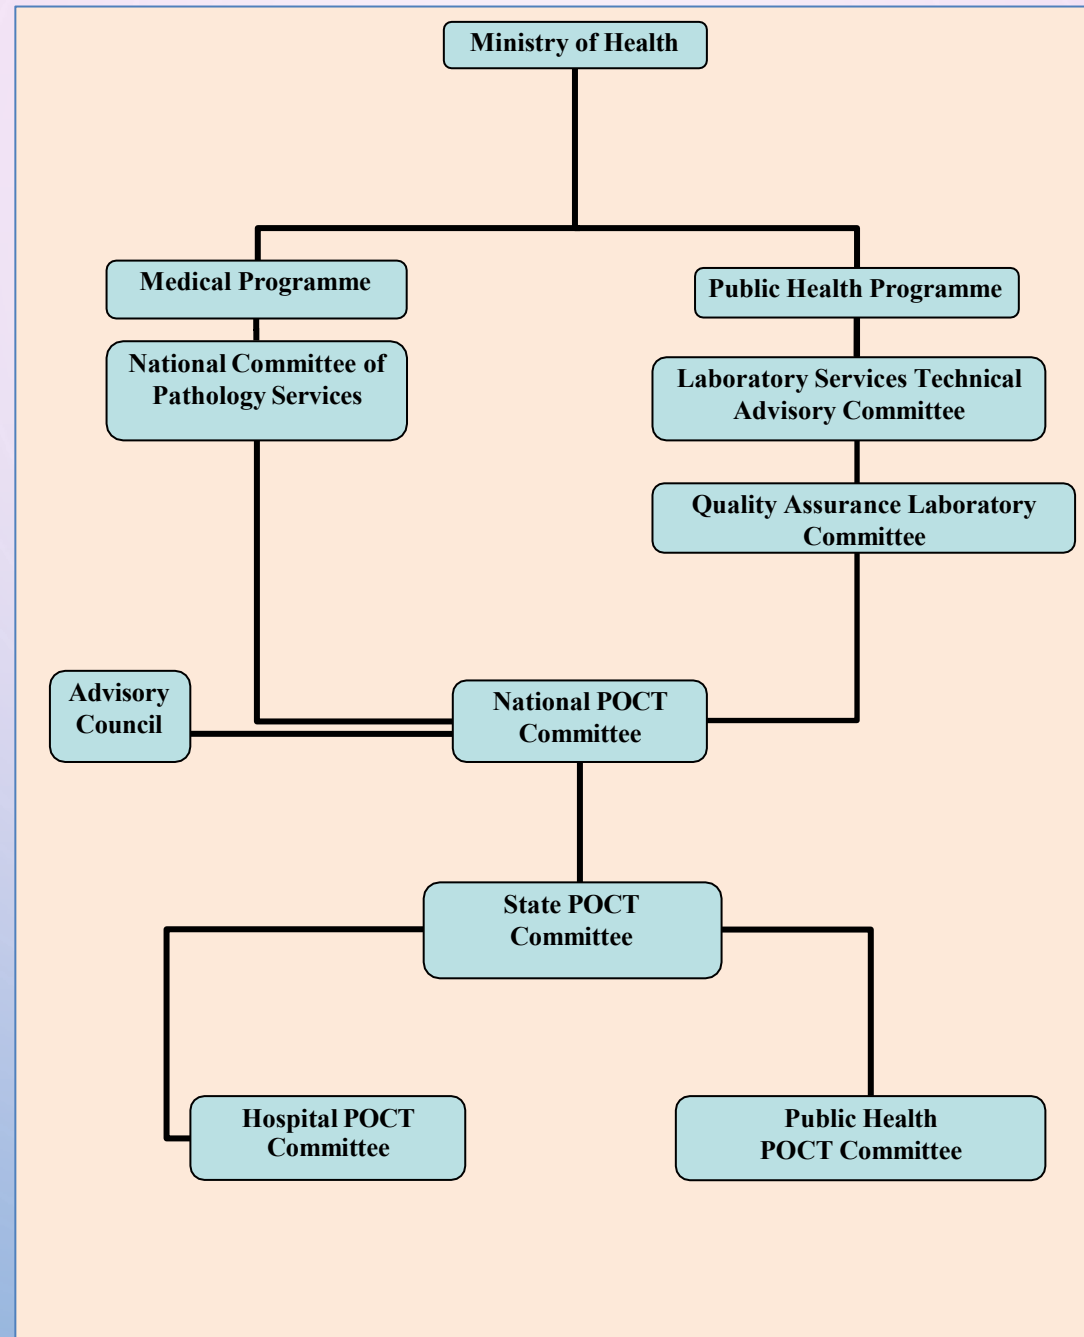 Ministry of Health
Medical Programme
Public Health Programme
National Committee of
Pathology Services
Laboratory Services Technical
Advisory Committee
Quality Assurance Laboratory
Committee
Advisory
Council
National POCT
Committee
State POCT
Committee
Hospital POCT
Committee
Public Health
POCT Committee